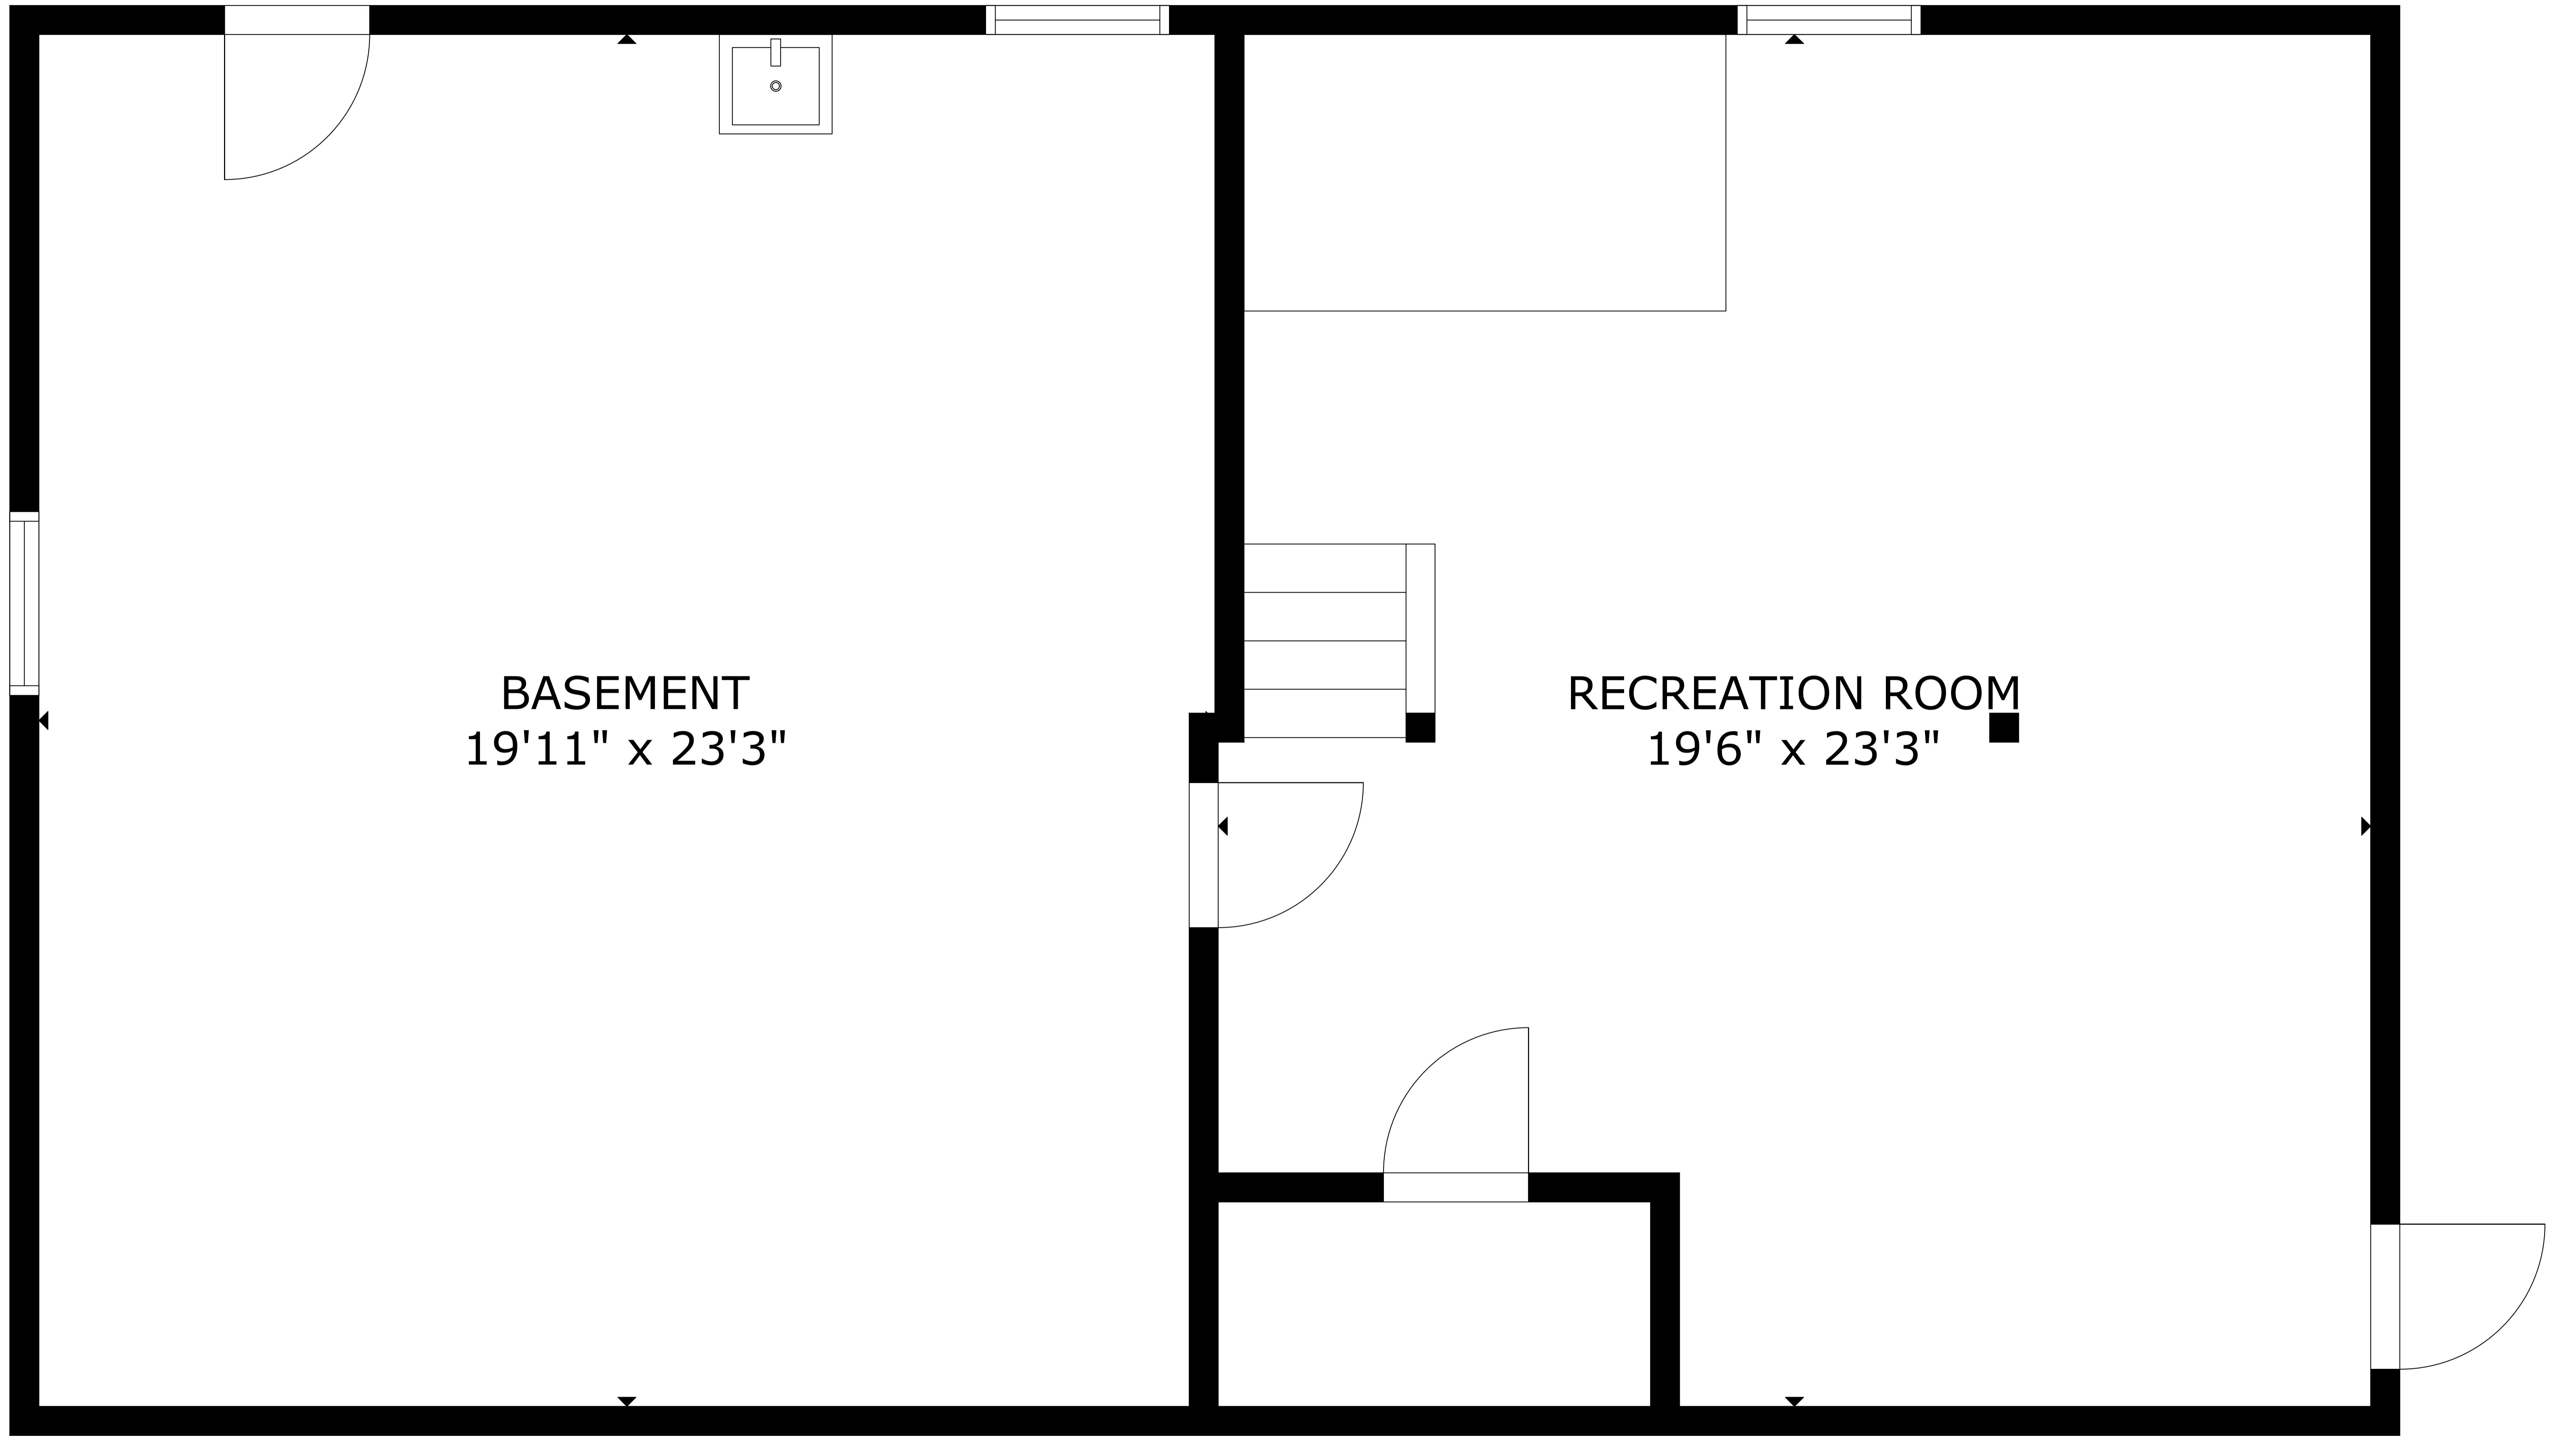 BASEMENT
19'11" x 23'3"
RECREATION ROOM
19'6" x 23'3"